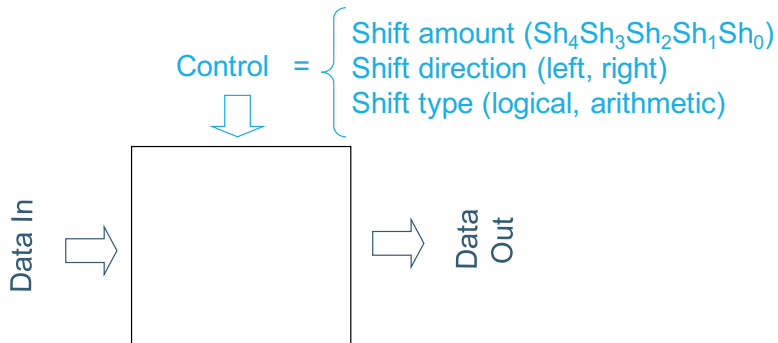 Shift amount (Sh₄Sh₃Sh₂Sh₁Sh₀)
Control = Shift direction (left, right)
Shift type (logical, arithmetic)
Data In
Data
Out